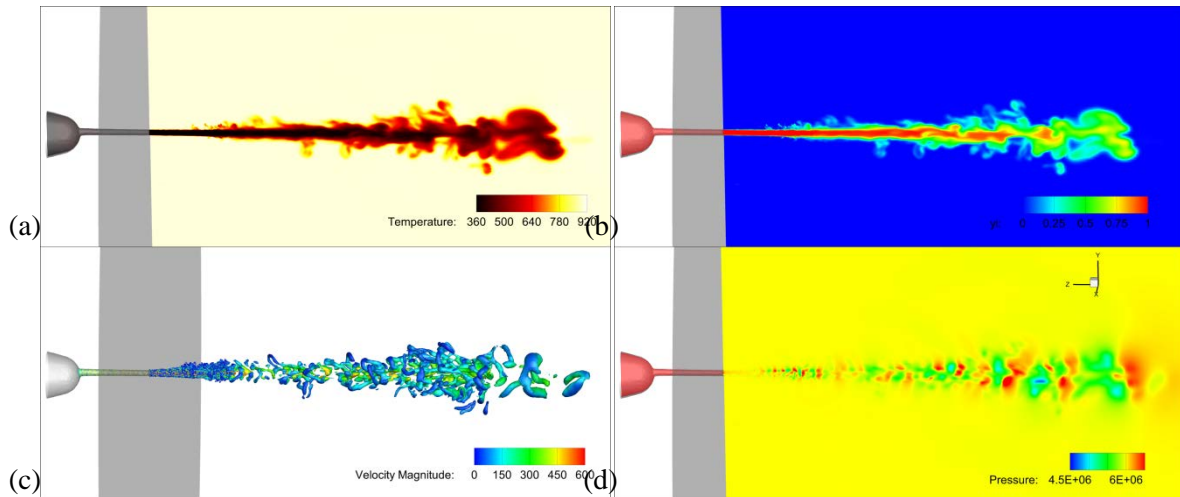 Temperature: 360 500 640 780 920
(a)
yc 0 0.25 0.5 0.75 1
(b)
Velocity Magnitude: 0 150 300 450 600
(c)
Y
Z
X
Pressure: 4.5E+06 6E+06
(d)